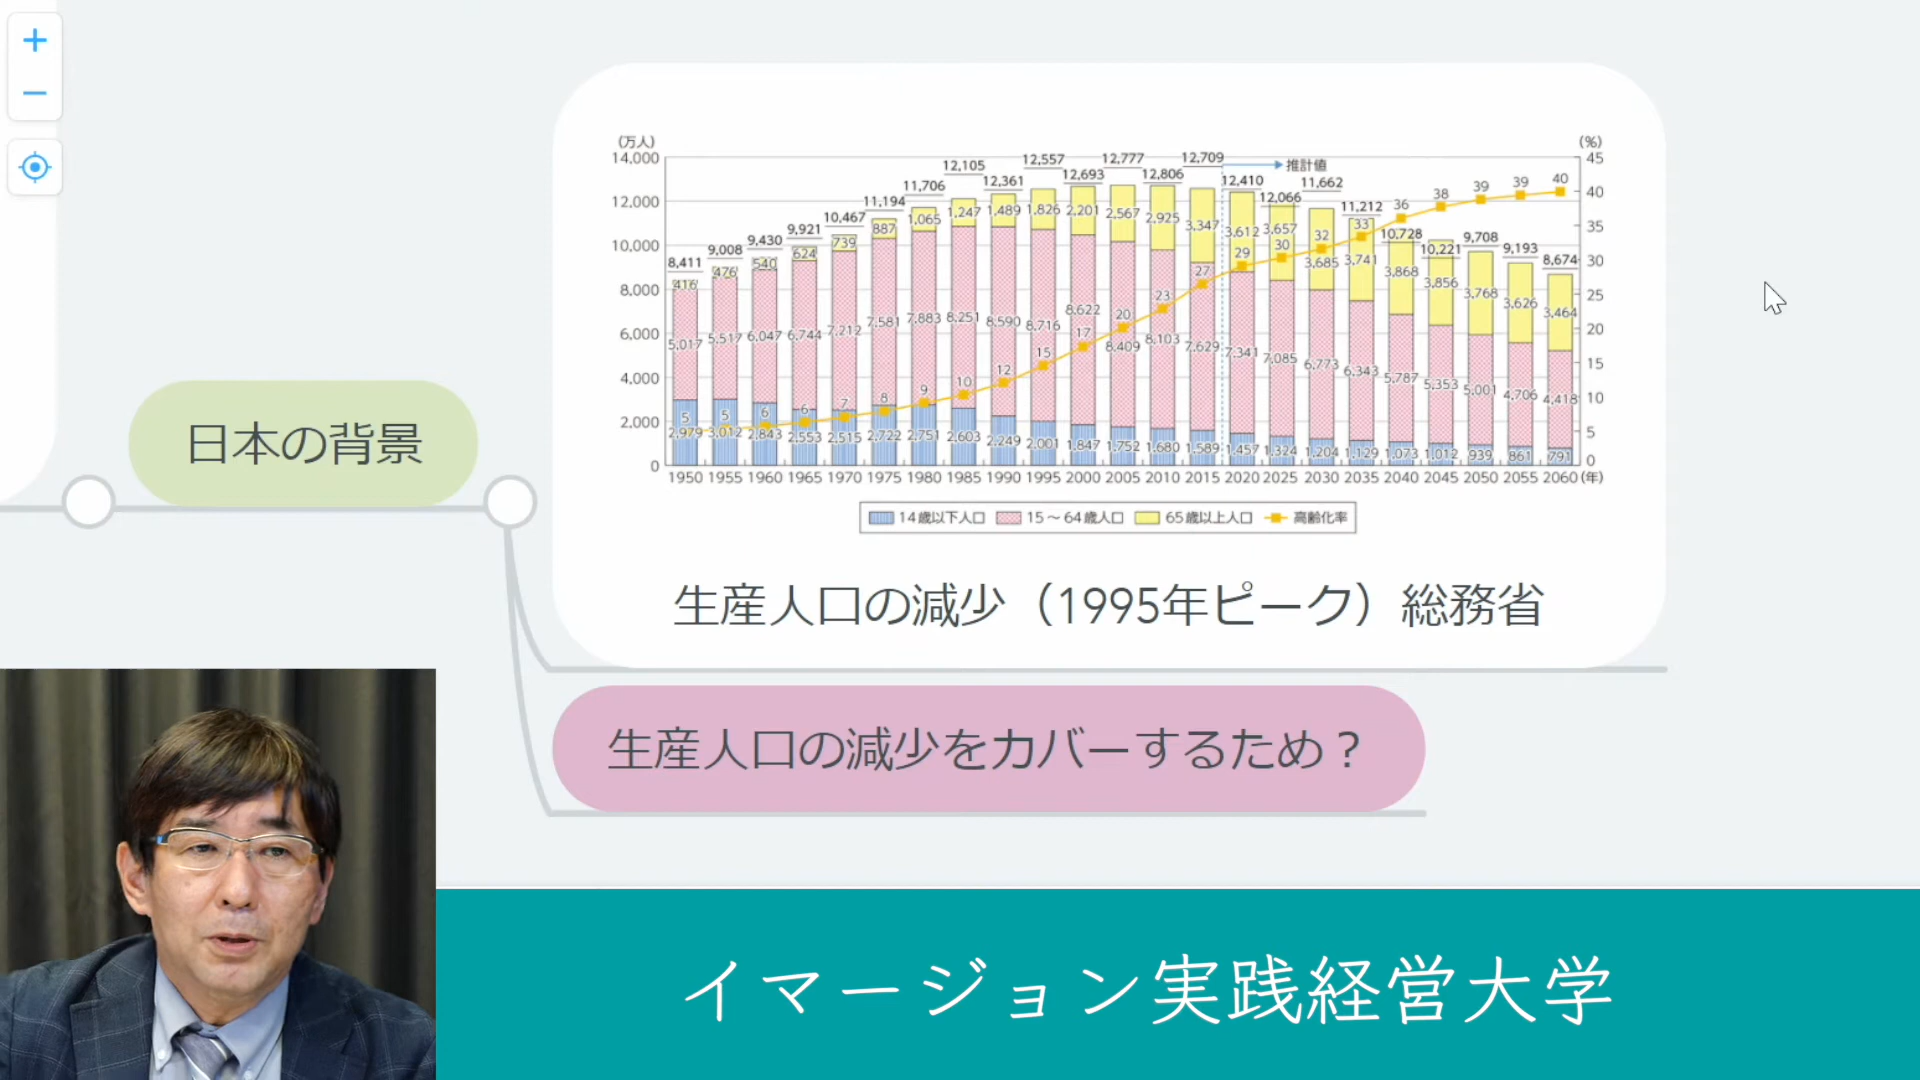 (万人)
(%)
14,000
12,000
10,000
8,000
6,000
4,000
2,000
0
45
40
35
30
25
20
15
10
5
0
8,411 9,008 9,430 9,921 10,467 11,194 11,706 12,105 12,361 12,557 12,693 12,777 12,806 12,709 12,410 12,066 11,662 11,212 10,728 10,221 9,708 9,193 8,674
推計値
416 476 540 624 739 887 1,065 1,247 1,489 1,826 2,201 2,567 2,925 3,347 3,612 3,657 3,685 3,741 3,868 3,856 3,768 3,626 3,464
5,017 5,517 6,047 6,744 7,212 7,581 7,883 8,251 8,590 8,716 8,622 8,409 8,103 7,629 7,341 7,085 6,773 6,343 5,787 5,353 5,001 4,706 4,418
5 5 6 6 7 8 9 10 12 15 17 20 23 27 29 30 32 33 36 38 39 39 40
2,979 3,012 2,843 2,553 2,515 2,722 2,751 2,603 2,249 2,001 1,847 1,752 1,680 1,589 1,457 1,324 1,204 1,129 1,073 1,012 939 861 791
1950 1955 1960 1965 1970 1975 1980 1985 1990 1995 2000 2005 2010 2015 2020 2025 2030 2035 2040 2045 2050 2055 2060 (年)
14歳以下人口 15～64歳人口 65歳以上人口 高齢化率
日本の背景
生産人口の減少（1995年ピーク）総務省
生産人口の減少をカバーするため？
イマージョン実践経営大学